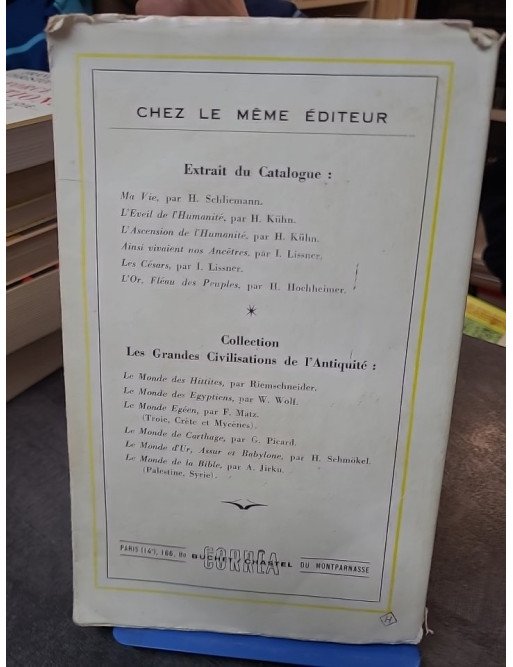 CHEZ LE MÊME ÉDITEUR
Extrait du Catalogue :
Ma Vie, par H. Schliemann.
L'Eveil de l'Humanité, par H. Kühn.
L'Ascension de l'Humanité, par H. Kühn.
Ainsi vivaient nos Ancêtres, par I. Lissner.
Les Césars, par I. Lissner.
L'Or, Fléau des Peuples, par H. Hochheimer.
Collection
Les Grandes Civilisations de l'Antiquité :
Le Monde des Hittites, par Riemschneider.
Le Monde des Egyptiens, par W. Wolf.
Le Monde Egéen, par F. Matz.
(Troie, Crète et Mycènes).
Le Monde de Carthage, par G. Picard.
Le Monde d'Ur, Assur et Babylone, par H. Schmökel.
Le Monde de la Bible, par A. Jirku.
(Palestine, Syrie).
PARIS (14e), 166, Bd BUCHET / CHASTEL DU MONTPARNASSE
CORRÊA